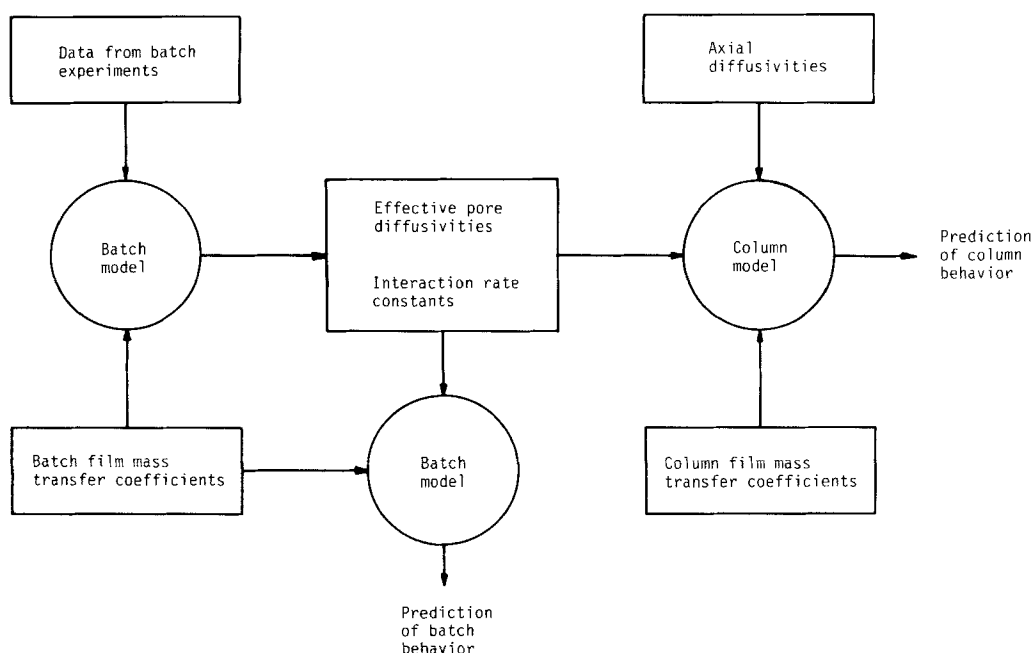 Data from batch
experiments
Axial
diffusivities
Batch
model
Effective pore
diffusivities
Interaction rate
constants
Column
model
Prediction
of column
behavior
Batch film mass
transfer coefficients
Batch
model
Column film mass
transfer coefficients
Prediction
of batch
behavior